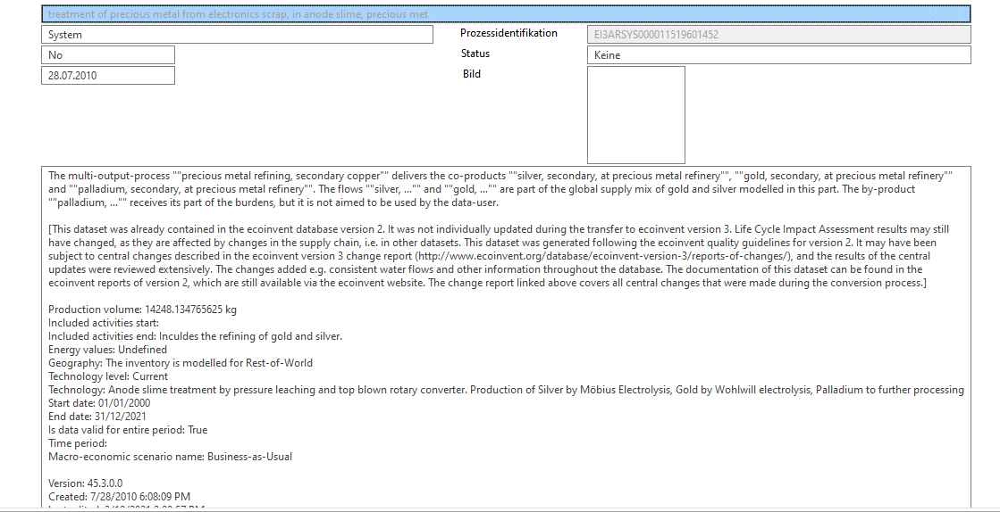 treatment of precious metal from electronics scrap, in anode slime, precious met
System
Prozessidentifikation
EI3ARSYS000011519601452
No
Status
Keine
28.07.2010
Bild
The multi-output-process ""precious metal refining, secondary copper"" delivers the co-products ""silver, secondary, at precious metal refinery"", ""gold, secondary, at precious metal refinery""
and ""palladium, secondary, at precious metal refinery"". The flows ""silver, ..."" and ""gold, ..."" are part of the global supply mix of gold and silver modelled in this part. The by-product
""palladium, ..."" receives its part of the burdens, but it is not aimed to be used by the data-user.
[This dataset was already contained in the ecoinvent database version 2. It was not individually updated during the transfer to ecoinvent version 3. Life Cycle Impact Assessment results may still
have changed, as they are affected by changes in the supply chain, i.e. in other datasets. This dataset was generated following the ecoinvent quality guidelines for version 2. It may have been
subject to central changes described in the ecoinvent version 3 change report (http://www.ecoinvent.org/database/ecoinvent-version-3/reports-of-changes/), and the results of the central
updates were reviewed extensively. The changes added e.g. consistent water flows and other information throughout the database. The documentation of this dataset can be found in the
ecoinvent reports of version 2, which are still available via the ecoinvent website. The change report linked above covers all central changes that were made during the conversion process.]
Production volume: 14248.134765625 kg
Included activities start:
Included activities end: Inculdes the refining of gold and silver.
Energy values: Undefined
Geography: The inventory is modelled for Rest-of-World
Technology level: Current
Technology: Anode slime treatment by pressure leaching and top blown rotary converter. Production of Silver by Möbius Electrolysis, Gold by Wohlwill electrolysis, Palladium to further processing
Start date: 01/01/2000
End date: 31/12/2021
Is data valid for entire period: True
Time period:
Macro-economic scenario name: Business-as-Usual
Version: 45.3.0.0
Created: 7/28/2010 6:08:09 PM